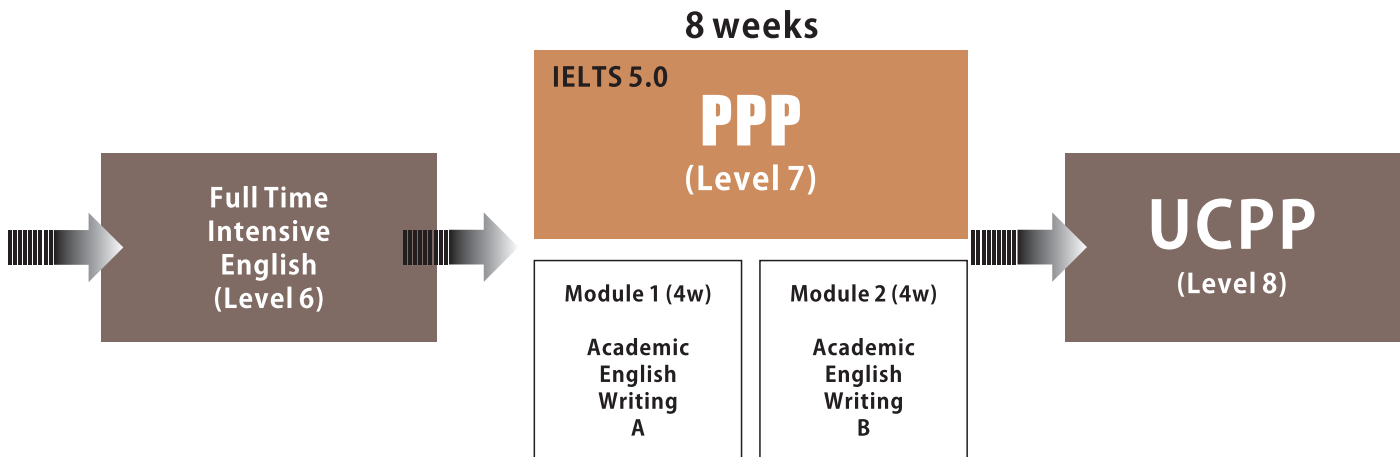 8 weeks
IELTS 5.0
PPP
(Level 7)
Full Time
Intensive
English
(Level 6)
Module 1 (4w)
Academic
English
Writing
A
Module 2 (4w)
Academic
English
Writing
B
UCPP
(Level 8)